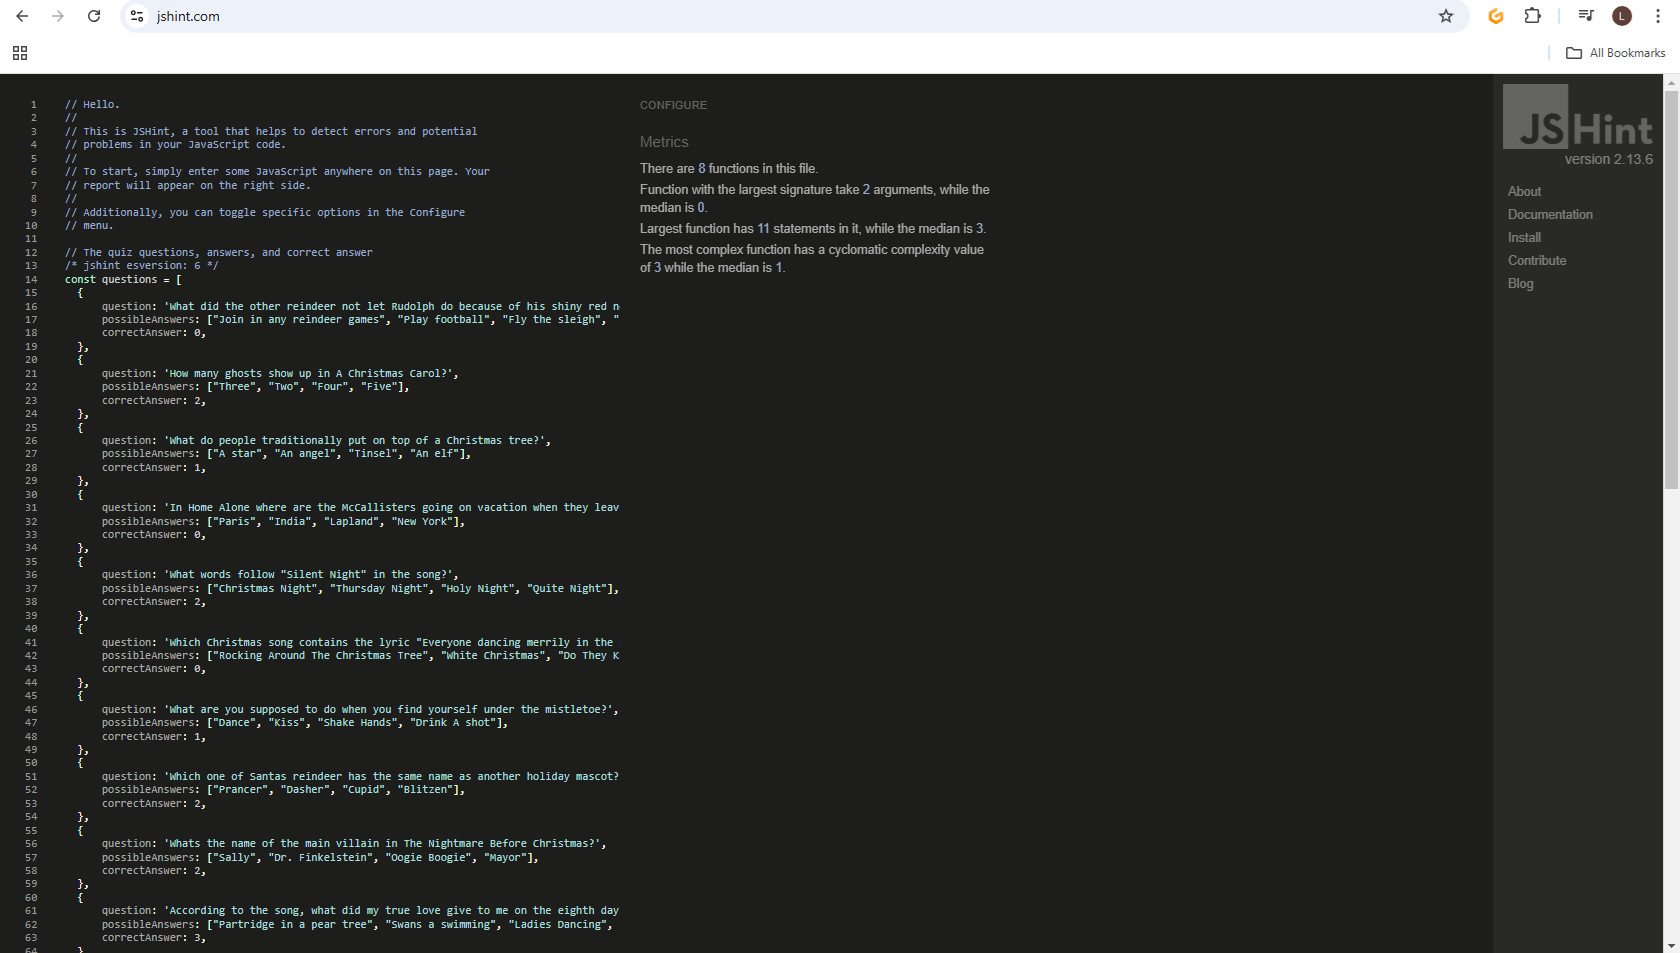 jshint.com
L
All Bookmarks
1 // Hello.
2 //
3 // This is JSHint, a tool that helps to detect errors and potential
4 // problems in your JavaScript code.
5 //
6 // To start, simply enter some JavaScript anywhere on this page. Your
7 // report will appear on the right side.
8 //
9 // Additionally, you can toggle specific options in the Configure
10 // menu.
11
12 // The quiz questions, answers, and correct answer
13 /* jshint esversion: 6 */
14 const questions = [
15 {
16 question: 'What did the other reindeer not let Rudolph do because of his shiny red n
17 possibleAnswers: ["Join in any reindeer games", "Play football", "Fly the sleigh", "
18 correctAnswer: 0,
19 },
20 {
21 question: 'How many ghosts show up in A Christmas Carol?',
22 possibleAnswers: ["Three", "Two", "Four", "Five"],
23 correctAnswer: 2,
24 },
25 {
26 question: 'What do people traditionally put on top of a Christmas tree?',
27 possibleAnswers: ["A star", "An angel", "Tinsel", "An elf"],
28 correctAnswer: 1,
29 },
30 {
31 question: 'In Home Alone where are the McCallisters going on vacation when they leav
32 possibleAnswers: ["Paris", "India", "Lapland", "New York"],
33 correctAnswer: 0,
34 },
35 {
36 question: 'What words follow "Silent Night" in the song?',
37 possibleAnswers: ["Christmas Night", "Thursday Night", "Holy Night", "Quite Night"],
38 correctAnswer: 2,
39 },
40 {
41 question: 'Which Christmas song contains the lyric "Everyone dancing merrily in the
42 possibleAnswers: ["Rocking Around The Christmas Tree", "White Christmas", "Do They K
43 correctAnswer: 0,
44 },
45 {
46 question: 'What are you supposed to do when you find yourself under the mistletoe?',
47 possibleAnswers: ["Dance", "Kiss", "Shake Hands", "Drink A shot"],
48 correctAnswer: 1,
49 },
50 {
51 question: 'Which one of Santas reindeer has the same name as another holiday mascot?
52 possibleAnswers: ["Prancer", "Dasher", "Cupid", "Blitzen"],
53 correctAnswer: 2,
54 },
55 {
56 question: 'Whats the name of the main villain in The Nightmare Before Christmas?',
57 possibleAnswers: ["Sally", "Dr. Finkelstein", "Oogie Boogie", "Mayor"],
58 correctAnswer: 2,
59 },
60 {
61 question: 'According to the song, what did my true love give to me on the eighth day
62 possibleAnswers: ["Partridge in a pear tree", "Swans a swimming", "Ladies Dancing",
63 correctAnswer: 3,
64 }
CONFIGURE
Metrics
There are 8 functions in this file.
Function with the largest signature take 2 arguments, while the
median is 0.
Largest function has 11 statements in it, while the median is 3.
The most complex function has a cyclomatic complexity value
of 3 while the median is 1.
JSHint
version 2.13.6
About
Documentation
Install
Contribute
Blog